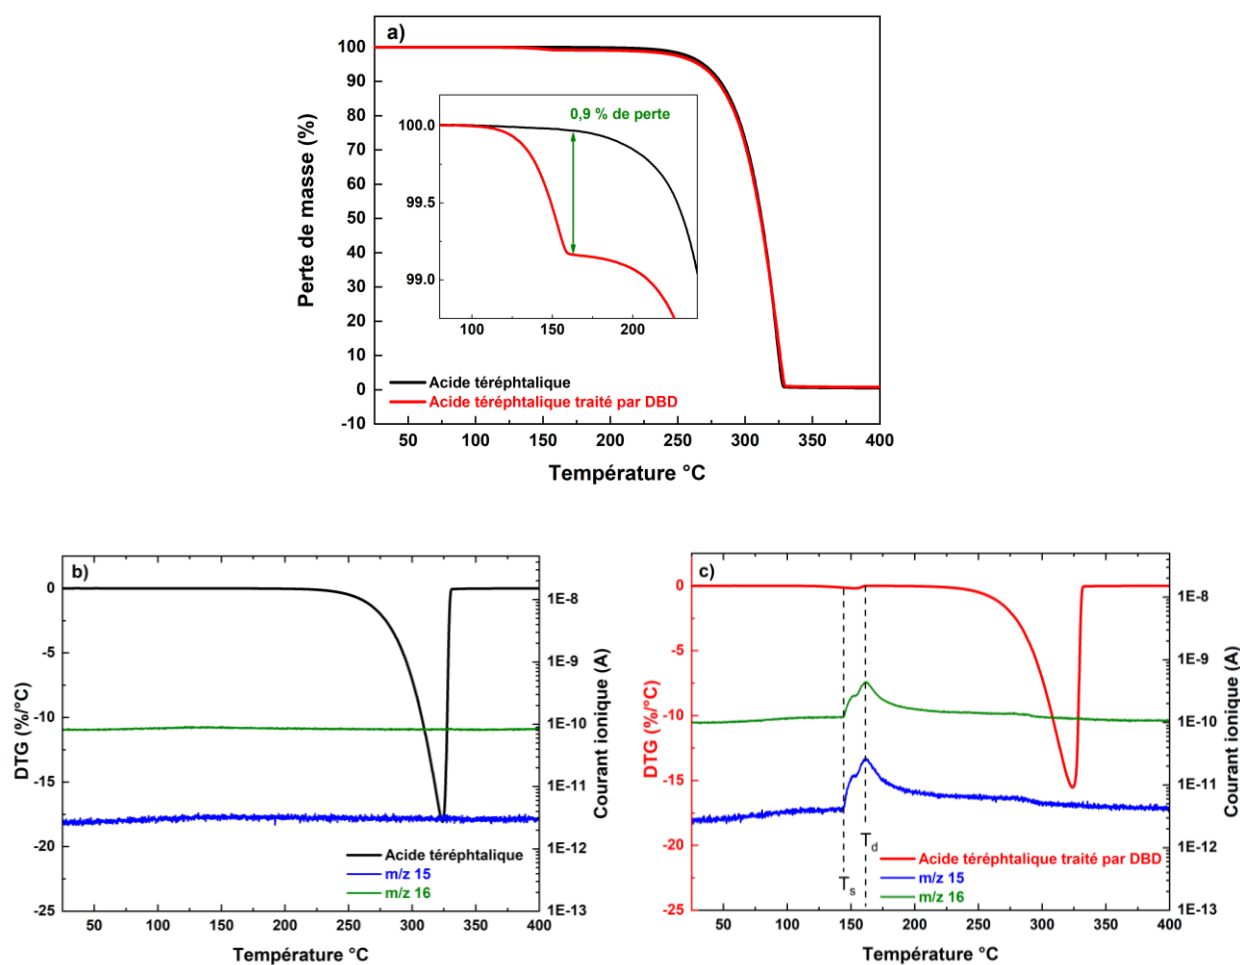 a)
Perte de masse (%)
100
90
80
70
60
50
40
30
20
10
0
-10
0,9 % de perte
100.0
99.5
99.0
100
150
200
Acide téréphtalique
Acide téréphtalique traité par DBD
50 100 150 200 250 300 350 400
Température °C
b)
DTG (%/°C)
0
-5
-10
-15
-20
-25
1E-8
1E-9
1E-10
1E-11
1E-12
1E-13
Courant ionique (A)
Acide téréphtalique
m/z 15
m/z 16
50 100 150 200 250 300 350 400
Température °C
c)
DTG (%/°C)
0
-5
-10
-15
-20
-25
1E-8
1E-9
1E-10
1E-11
1E-12
1E-13
Courant ionique (A)
Td
Ts
Acide téréphtalique traité par DBD
m/z 15
m/z 16
50 100 150 200 250 300 350 400
Température °C